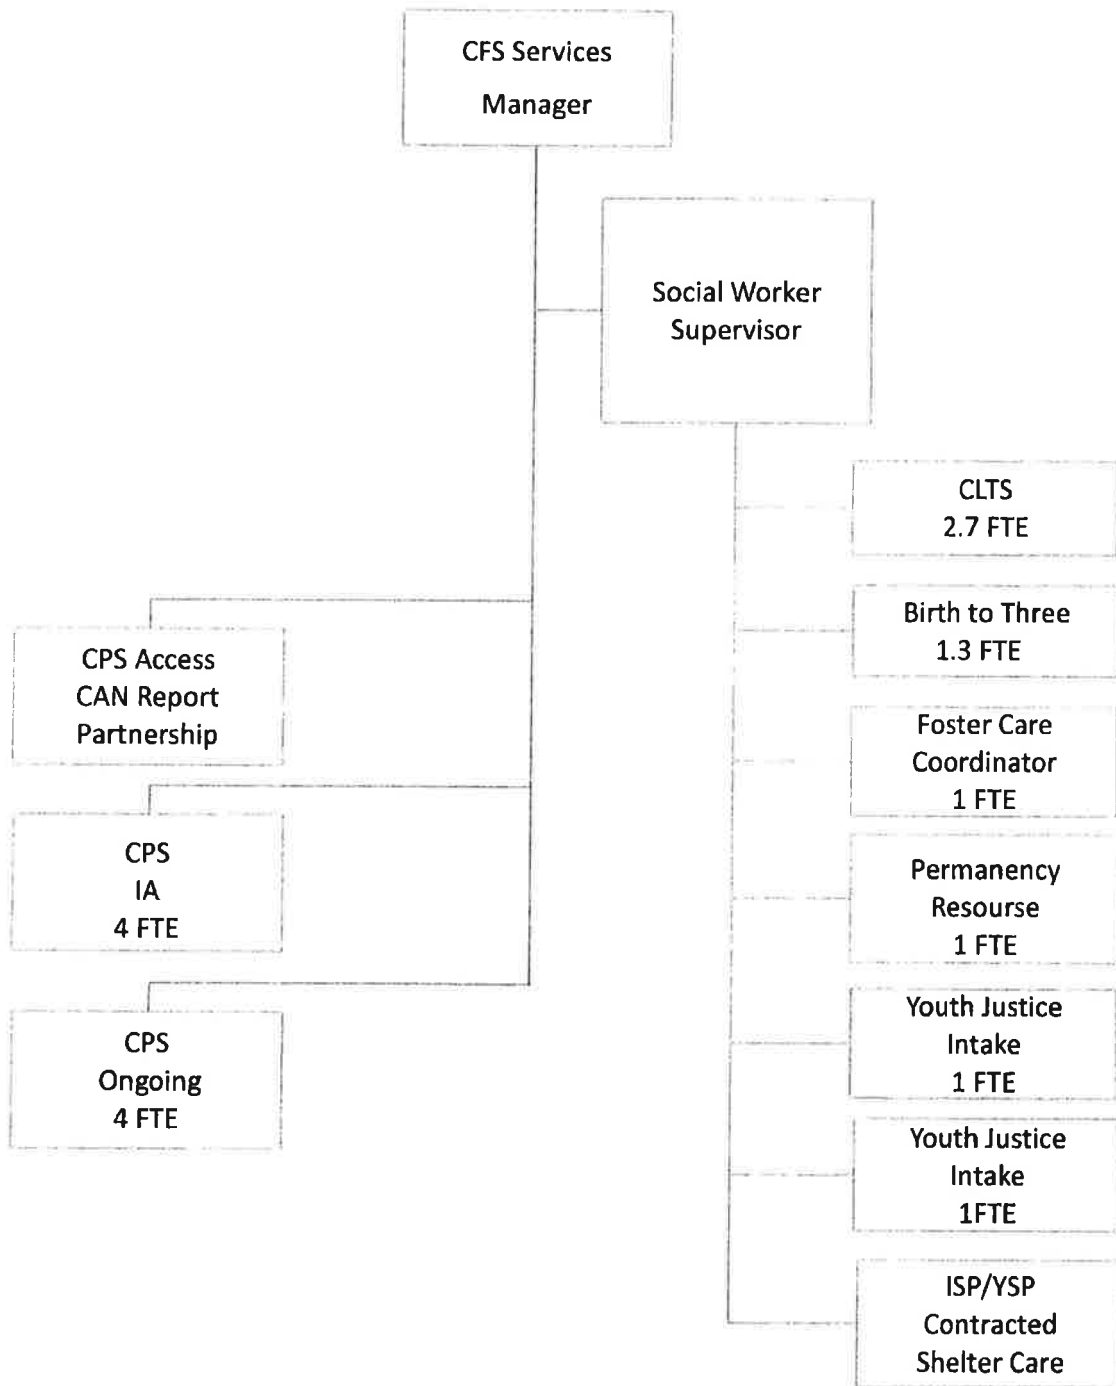 CFS Services
Manager
Social Worker
Supervisor
CLTS
2.7 FTE
Birth to Three
1.3 FTE
CPS Access
CAN Report
Partnership
Foster Care
Coordinator
1 FTE
CPS
IA
4 FTE
Permanency
Resourse
1 FTE
Youth Justice
Intake
1 FTE
CPS
Ongoing
4 FTE
Youth Justice
Intake
1FTE
ISP/YSP
Contracted
Shelter Care